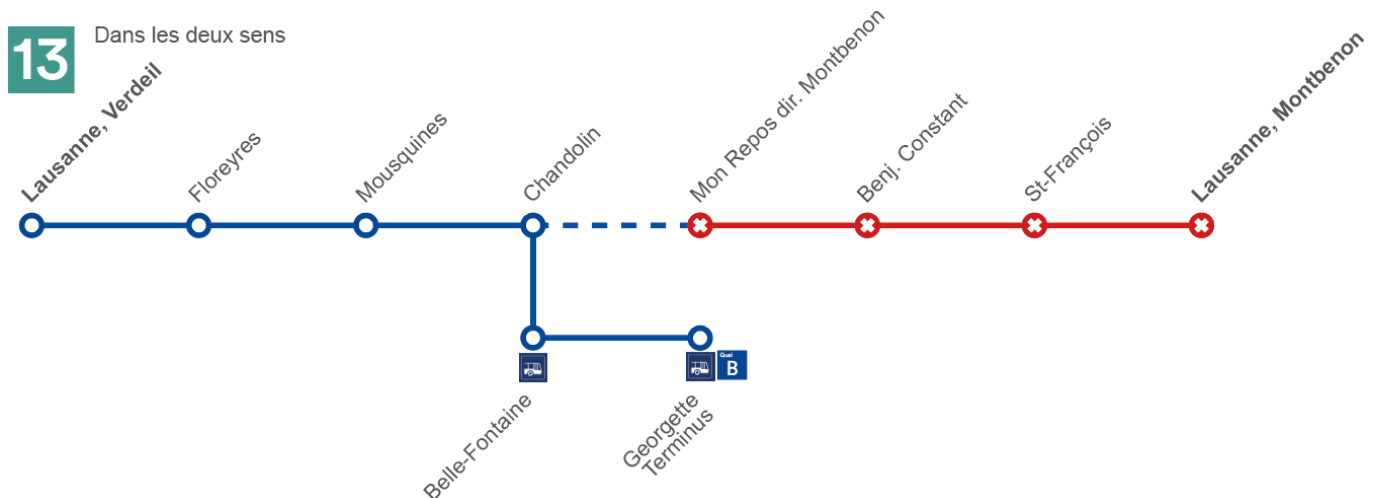 13
Dans les deux sens
Lausanne, Verdeil
Floreyres
Mousquines
Chandolin
Mon Repos dir. Montbenon
Benj. Constant
St-François
Lausanne, Montbenon
Belle-Fontaine
Quai
B
Georgette
Terminus